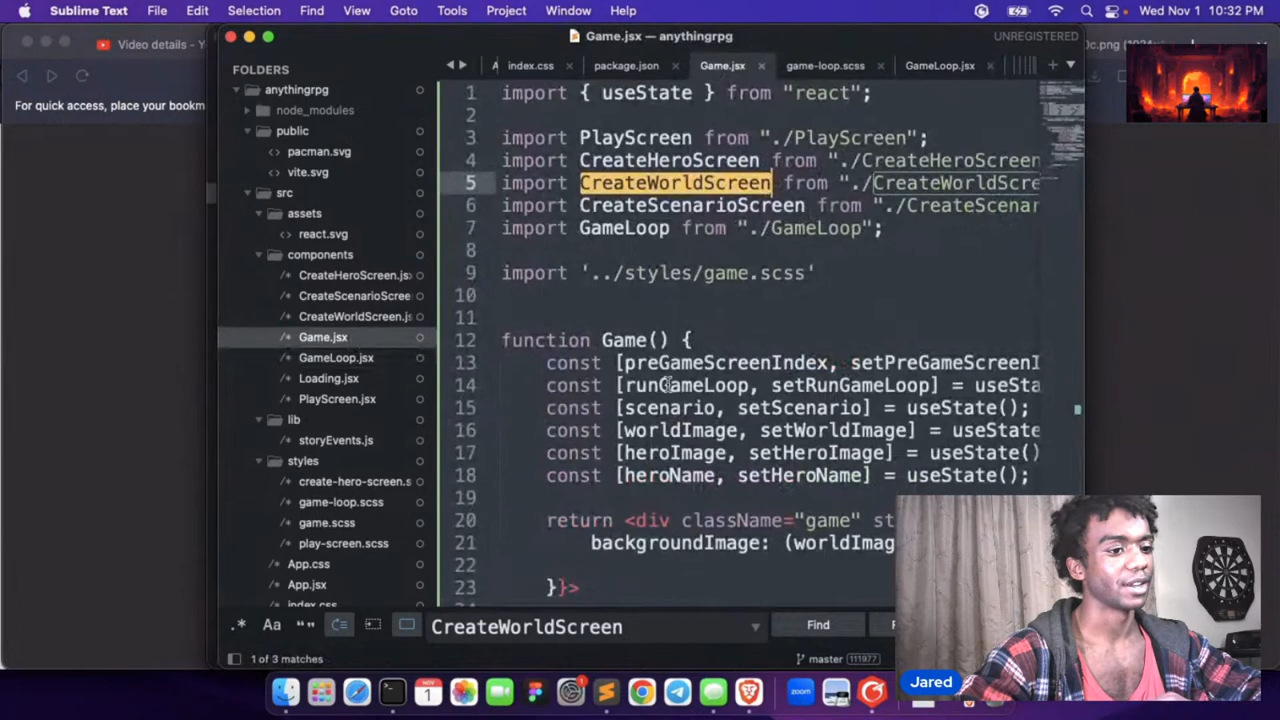 Sublime Text File Edit Selection Find View Goto Tools Project Window Help Wed Nov 1 10:32 PM
Video details -
Game.jsx — anythingrpg
UNREGISTERED
For quick access, place your bookm
FOLDERS
anythingrpg
node_modules
public
pacman.svg
vite.svg
src
assets
react.svg
components
/* CreateHeroScreen.js
/* CreateScenarioScree
/* CreateWorldScreen.js
/* Game.jsx
/* GameLoop.jsx
/* Loading.jsx
/* PlayScreen.jsx
lib
/* storyEvents.js
styles
/* create-hero-screen.s
/* game-loop.scss
/* game.scss
/* play-screen.scss
/* App.css
/* App.jsx
/* index.css
index.css package.json Game.jsx game-loop.scss GameLoop.jsx
1 import { useState } from "react";
2
3 import PlayScreen from "./PlayScreen";
4 import CreateHeroScreen from "./CreateHeroScreen
5 import CreateWorldScreen from "./CreateWorldScre
6 import CreateScenarioScreen from "./CreateScenar
7 import GameLoop from "./GameLoop";
8
9 import '../styles/game.scss'
10
11
12 function Game() {
13 const [preGameScreenIndex, setPreGameScreenI
14 const [runGameLoop, setRunGameLoop] = useSta
15 const [scenario, setScenario] = useState();
16 const [worldImage, setWorldImage] = useState
17 const [heroImage, setHeroImage] = useState()
18 const [heroName, setHeroName] = useState();
19
20 return <div className="game" st
21 backgroundImage: (worldImag
22
23 }}>
.* Aa “” CreateWorldScreen Find
1 of 3 matches
master 111977
Jared
zoom